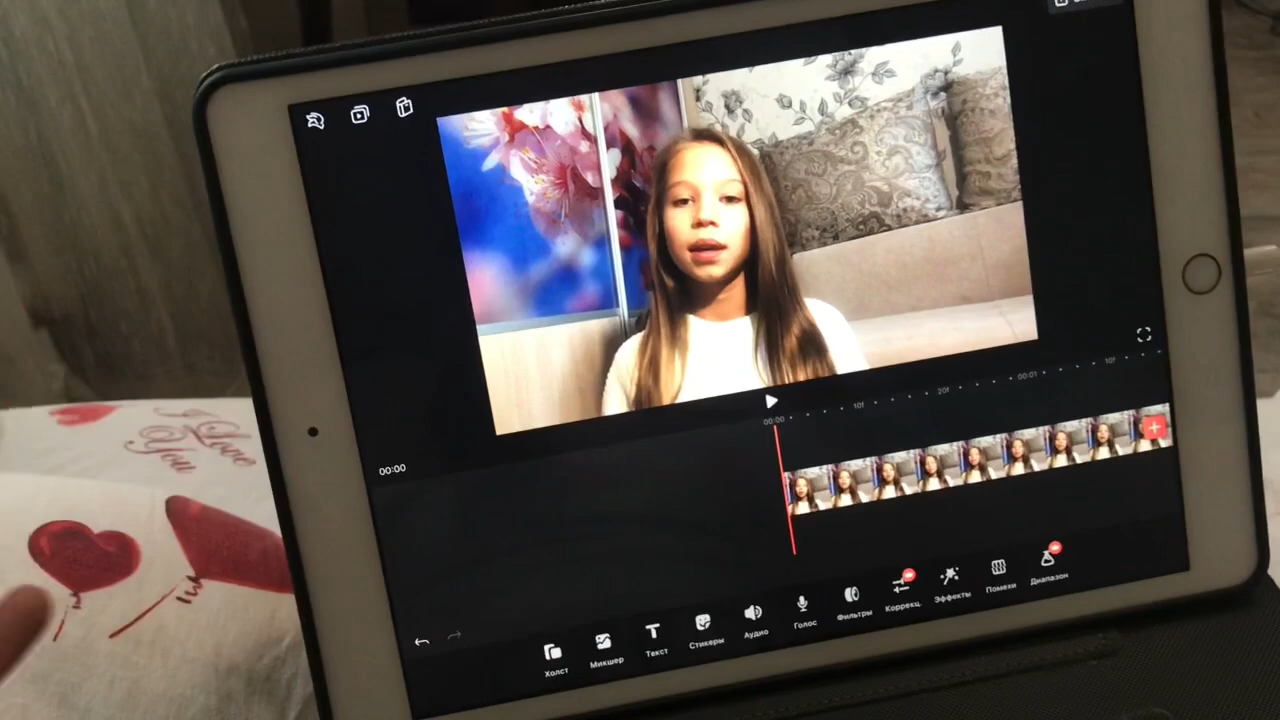 I Love
You
10f
00:01
20f
10f
00:00
00:00
Холст
Микшер
Текст
Стикеры
Аудио
Голос
Фильтры
Коррекц.
Эффекты
Помехи
Диапазон